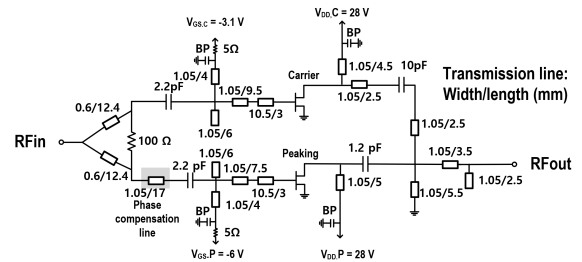 V_GS,C = -3.1 V
V_DD,C = 28 V
BP
5Ω
BP
1.05/4
1.05/4.5
10pF
2.2pF
1.05/9.5
Carrier
1.05/2.5
Transmission line:
Width/length (mm)
0.6/12.4
10.5/3
1.05/6
1.05/2.5
RFin
100 Ω
1.05/6
Peaking
1.2 pF
1.05/3.5
0.6/12.4
2.2
pF
1.05/7.5
RFout
1.05/17
10.5/3
1.05/5
1.05/5.5
1.05/2.5
Phase
compensation
line
1.05/4
BP
BP
5Ω
V_GS,P = -6 V
V_DD,P = 28 V